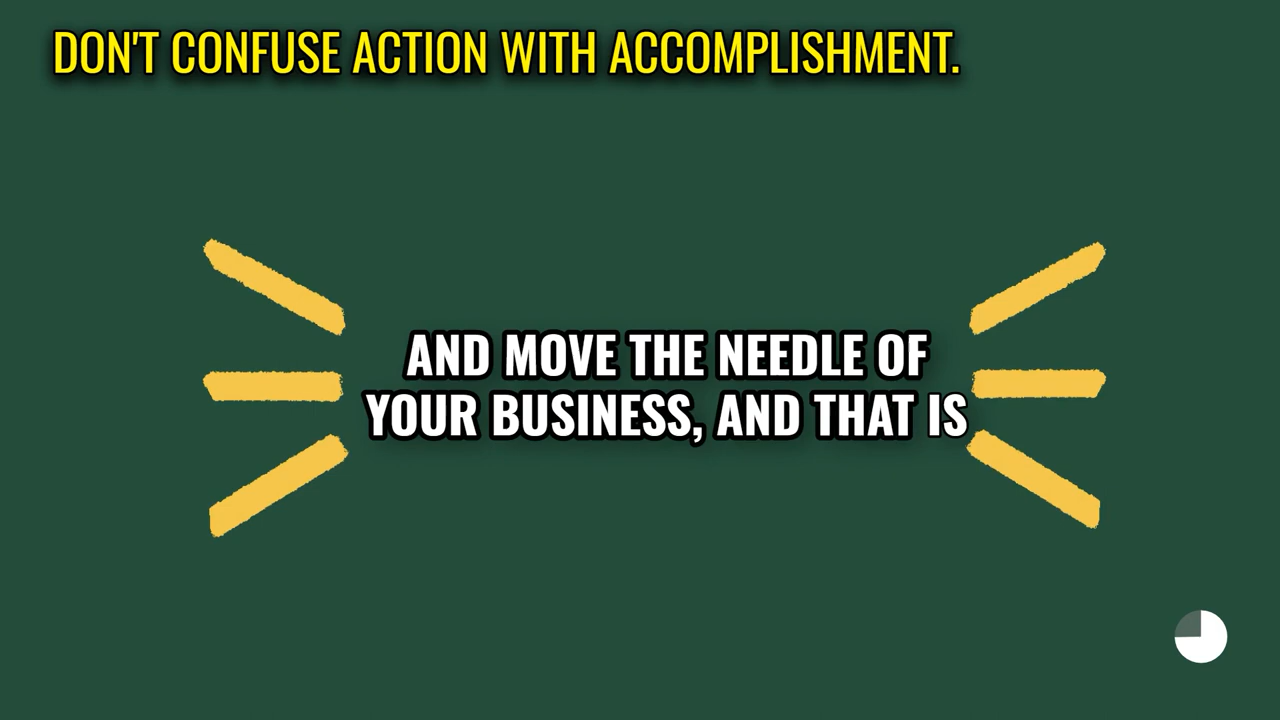 DON'T CONFUSE ACTION WITH ACCOMPLISHMENT.
AND MOVE THE NEEDLE OF
YOUR BUSINESS, AND THAT IS